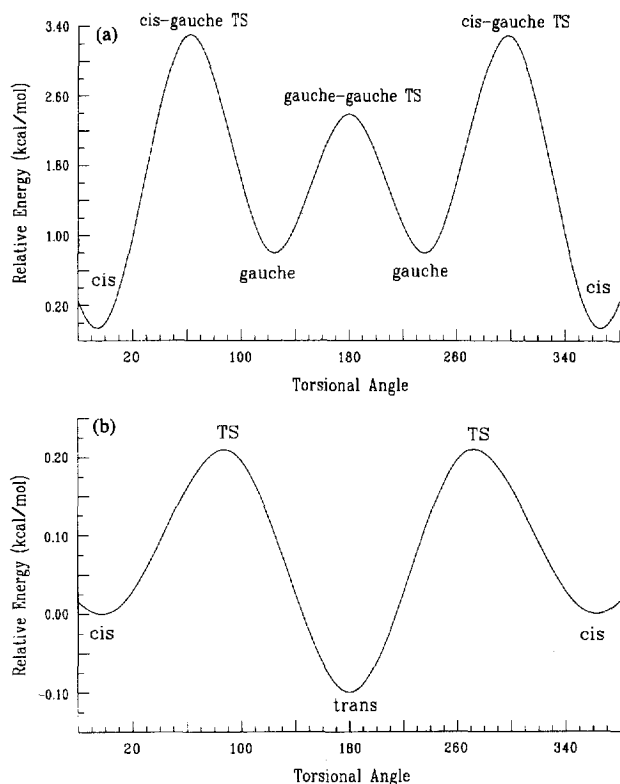 (a)
cis-gauche TS
cis-gauche TS
gauche-gauche TS
gauche
gauche
cis
cis
Relative Energy (kcal/mol)
3.40
3.60
1.80
1.00
0.20
20
100
180
260
340
Torsional Angle
(b)
TS
TS
cis
cis
trans
Relative Energy (kcal/mol)
0.20
0.10
0.00
-0.10
20
100
180
260
340
Torsional Angle